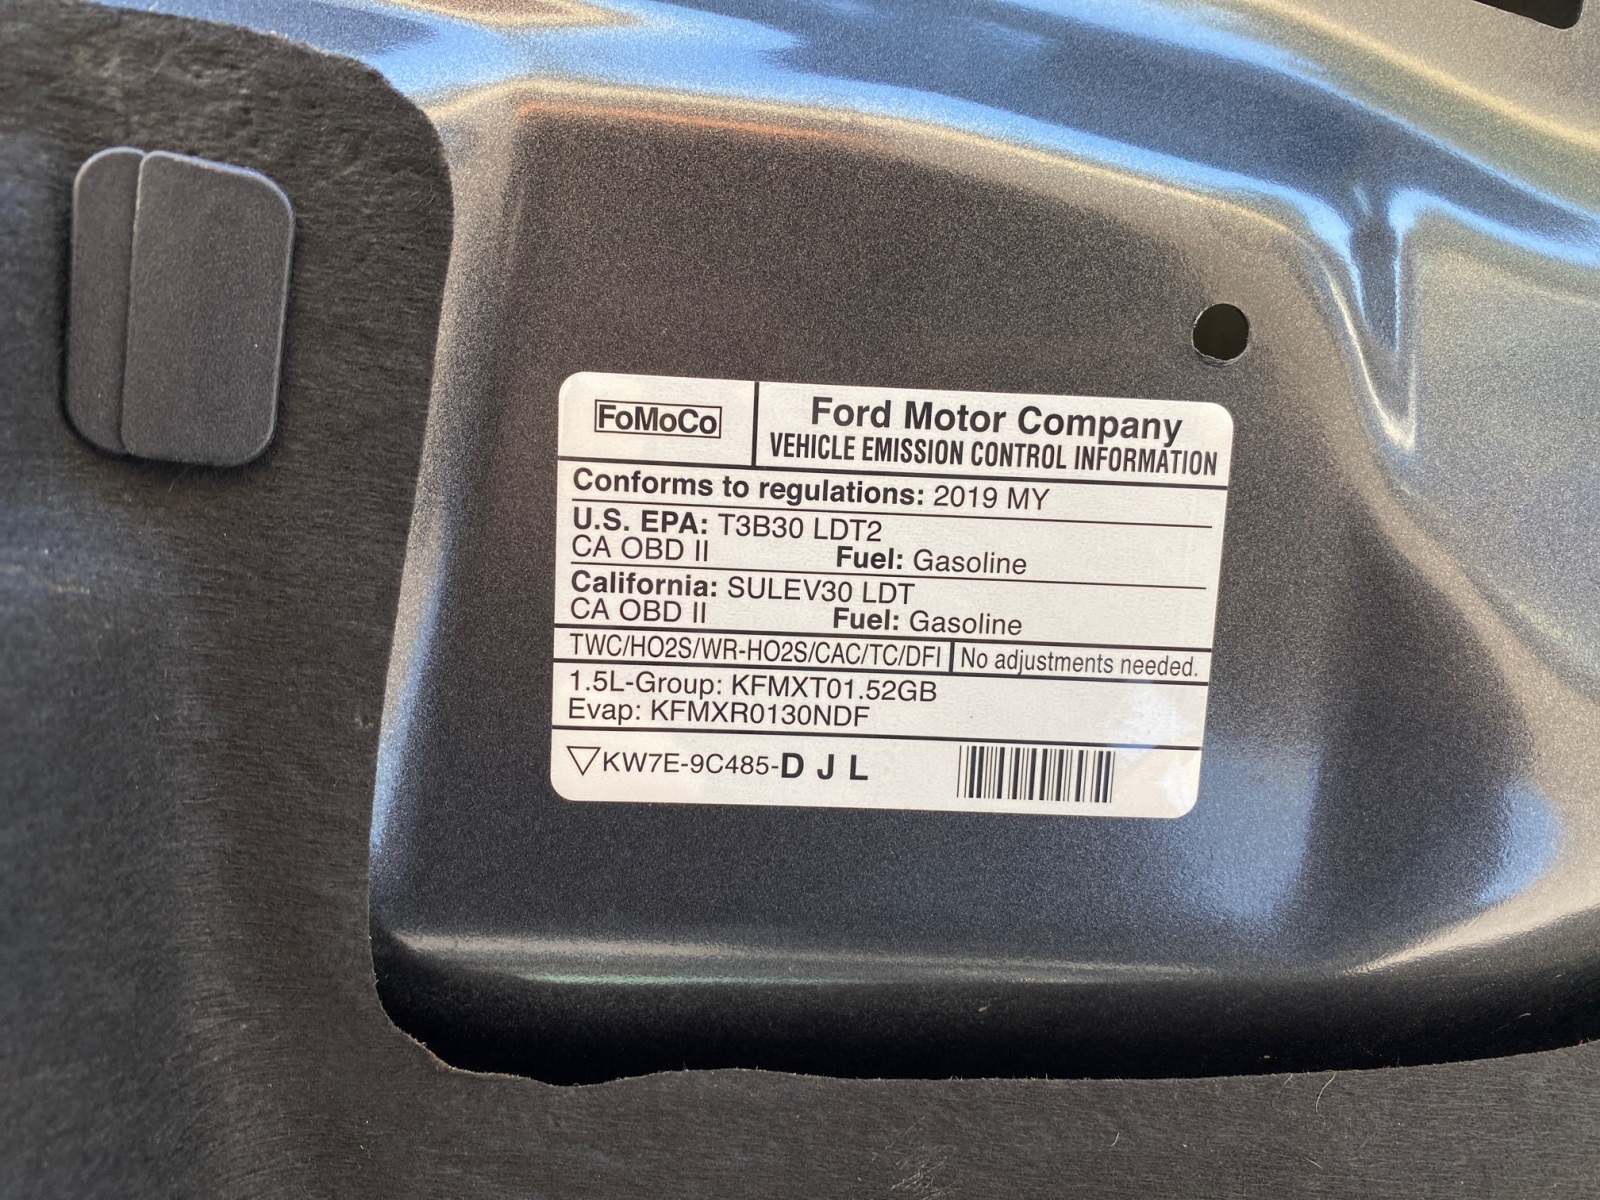 FoMoCo
Ford Motor Company
VEHICLE EMISSION CONTROL INFORMATION
Conforms to regulations: 2019 MY
U.S. EPA: T3B30 LDT2
CA OBD II Fuel: Gasoline
California: SULEV30 LDT
CA OBD II Fuel: Gasoline
TWC/HO2S/WR-HO2S/CAC/TC/DFI No adjustments needed.
1.5L-Group: KFMXT01.52GB
Evap: KFMXR0130NDF
▽KW7E-9C485-D J L